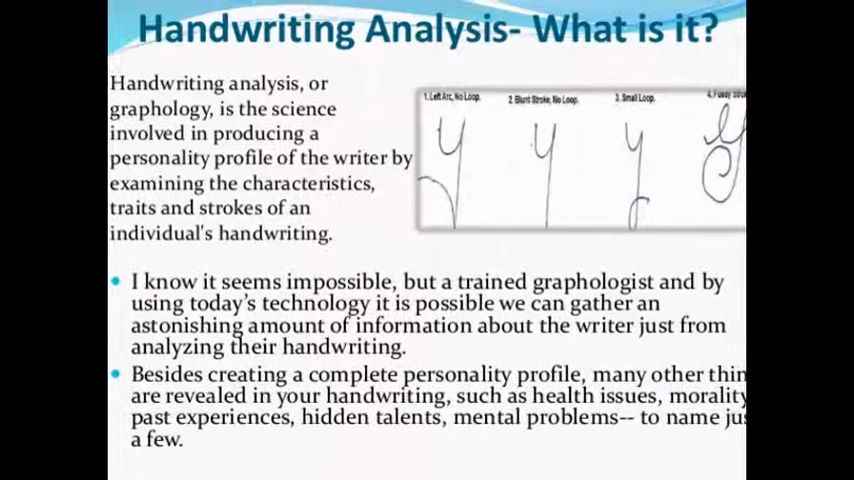 Handwriting Analysis- What is it?
Handwriting analysis, or
graphology, is the science
involved in producing a
personality profile of the writer by
examining the characteristics,
traits and strokes of an
individual's handwriting.
1. Left Arc, No Loop.
2. Blunt Stroke, No Loop.
3. Small Loop.
4. Fussy
y y y y
I know it seems impossible, but a trained graphologist and by
using today's technology it is possible we can gather an
astonishing amount of information about the writer just from
analyzing their handwriting.
Besides creating a complete personality profile, many other thin
are revealed in your handwriting, such as health issues, morality
past experiences, hidden talents, mental problems-- to name jus
a few.